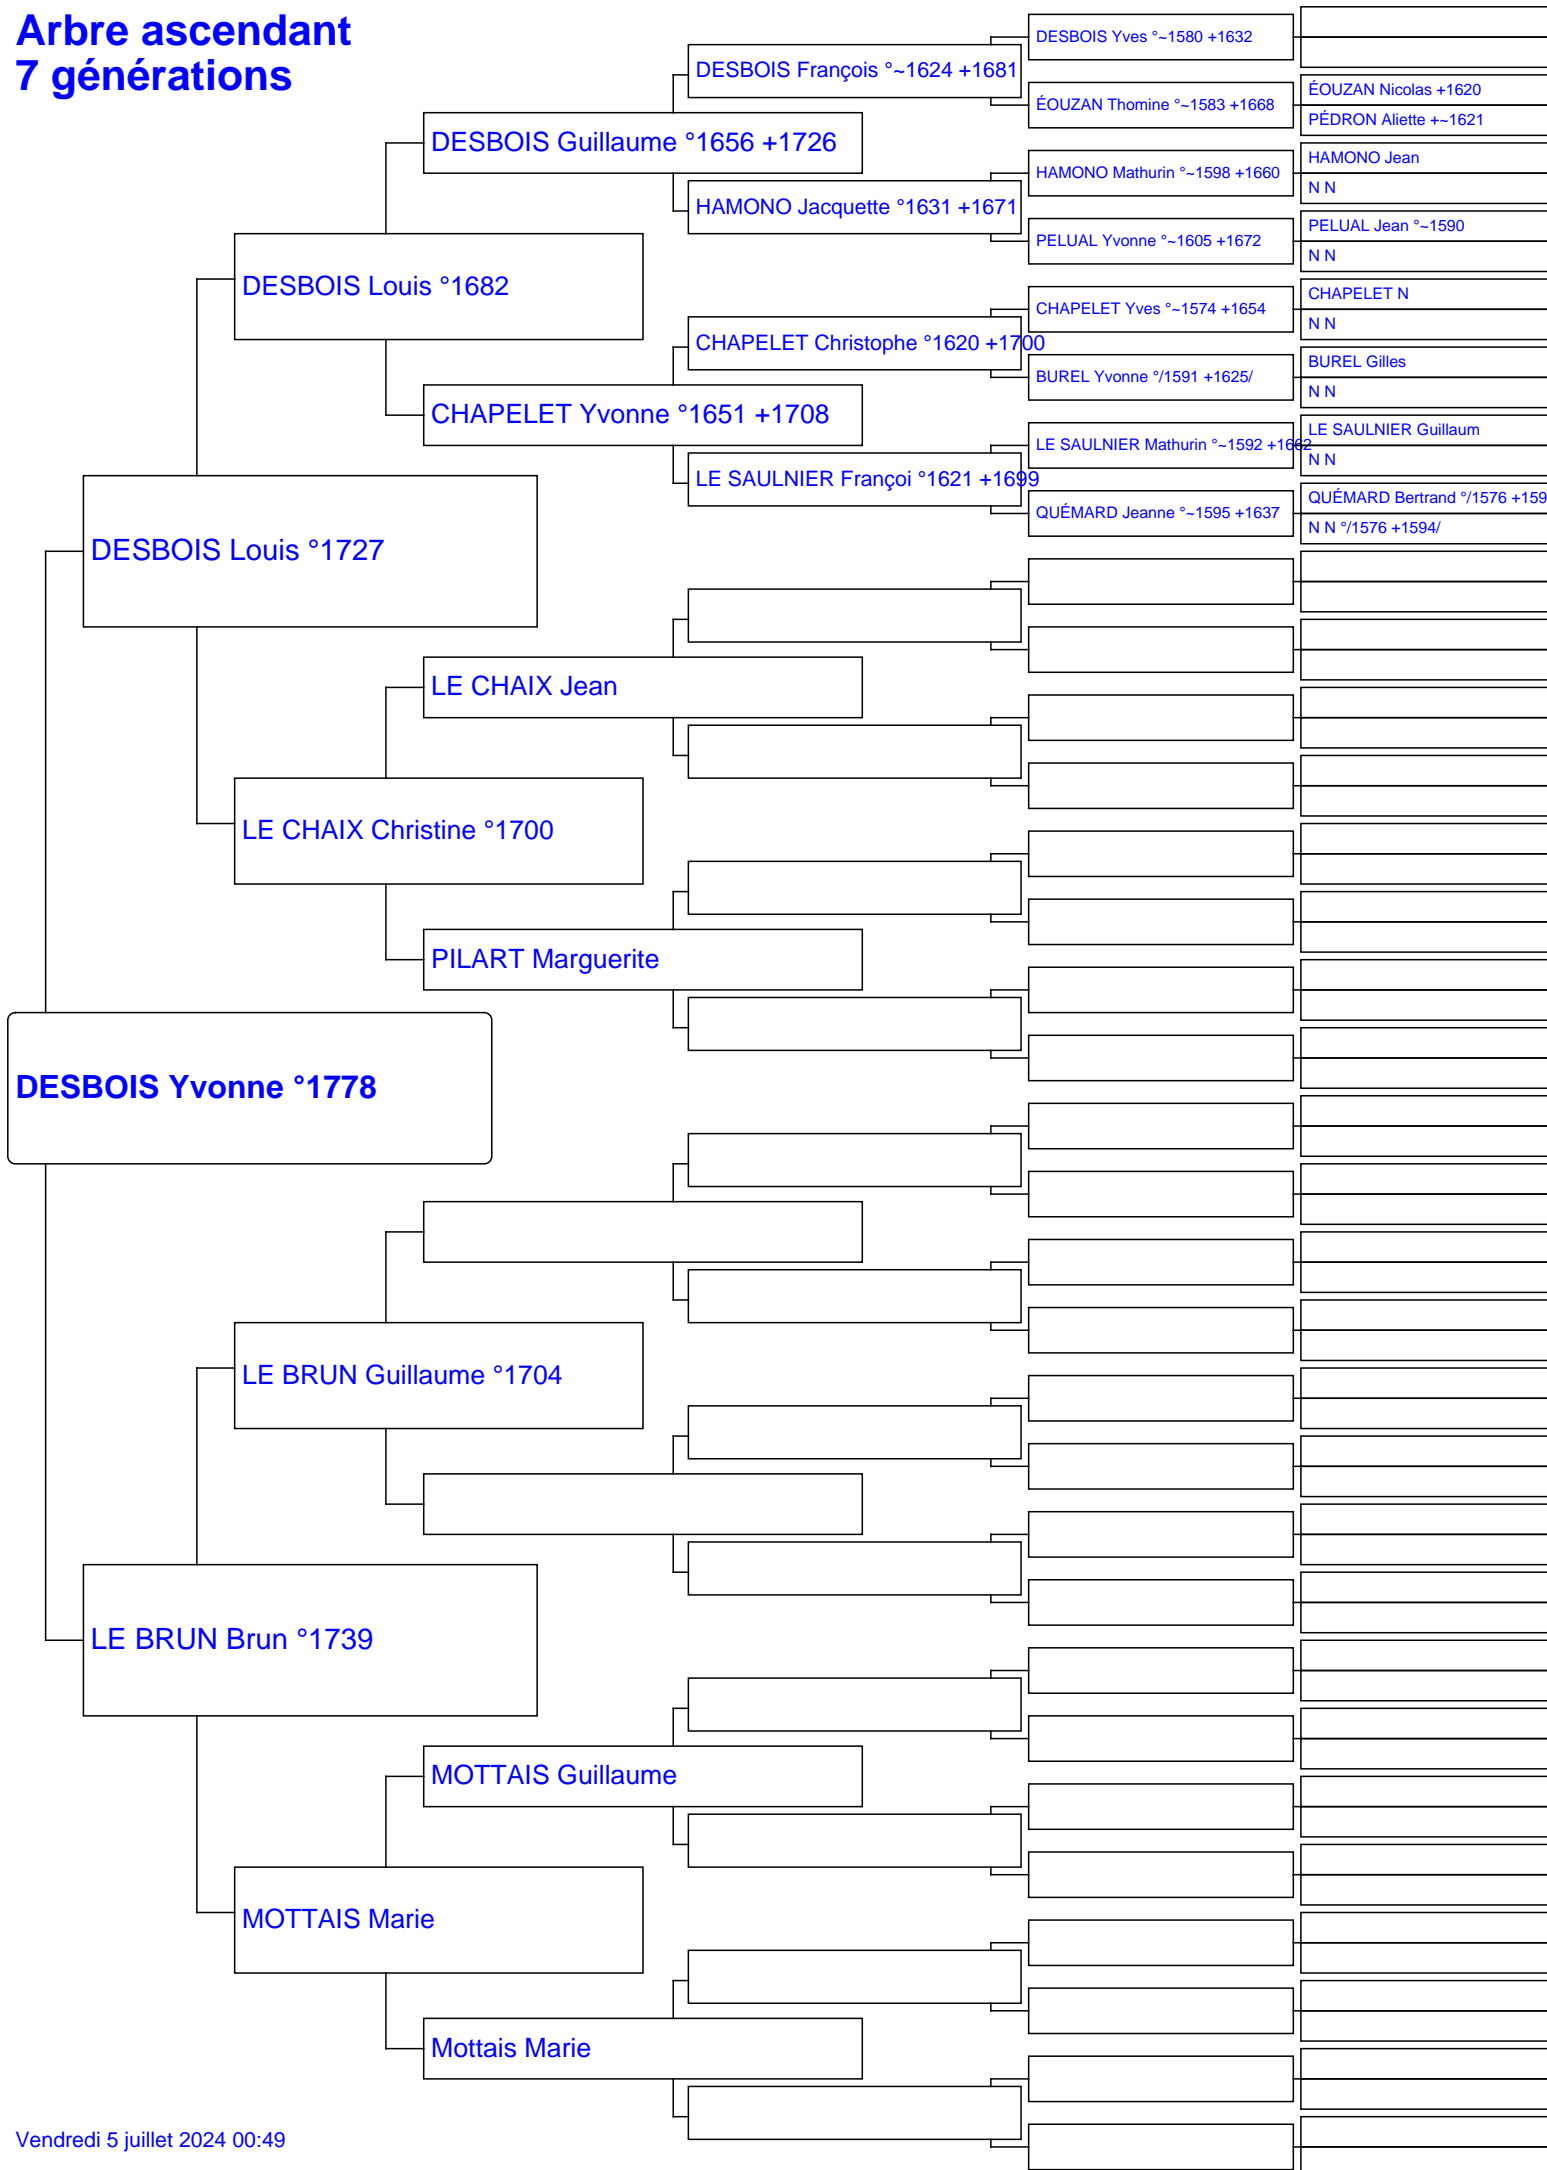 Arbre ascendant
7 générations
DESBOIS Yves °~1580 +1632
DESBOIS François °~1624 +1681
ÉOUZAN Nicolas +1620
ÉOUZAN Thomine °~1583 +1668
PÉDRON Aliette +~1621
DESBOIS Guillaume °1656 +1726
HAMONO Jean
HAMONO Mathurin °~1598 +1660
N N
HAMONO Jacquette °1631 +1671
PELUAL Jean °~1590
PELUAL Yvonne °~1605 +1672
N N
DESBOIS Louis °1682
CHAPELET N
CHAPELET Yves °~1574 +1654
N N
CHAPELET Christophe °1620 +1700
BUREL Gilles
BUREL Yvonne °/1591 +1625/
N N
CHAPELET Yvonne °1651 +1708
LE SAULNIER Guillaum
LE SAULNIER Mathurin °~1592 +1662
N N
LE SAULNIER Françoi °1621 +1699
QUÉMARD Bertrand °/1576 +159
QUÉMARD Jeanne °~1595 +1637
N N °/1576 +1594/
DESBOIS Louis °1727
LE CHAIX Jean
LE CHAIX Christine °1700
PILART Marguerite
DESBOIS Yvonne °1778
LE BRUN Guillaume °1704
LE BRUN Brun °1739
MOTTAIS Guillaume
MOTTAIS Marie
Mottais Marie
Vendredi 5 juillet 2024 00:49